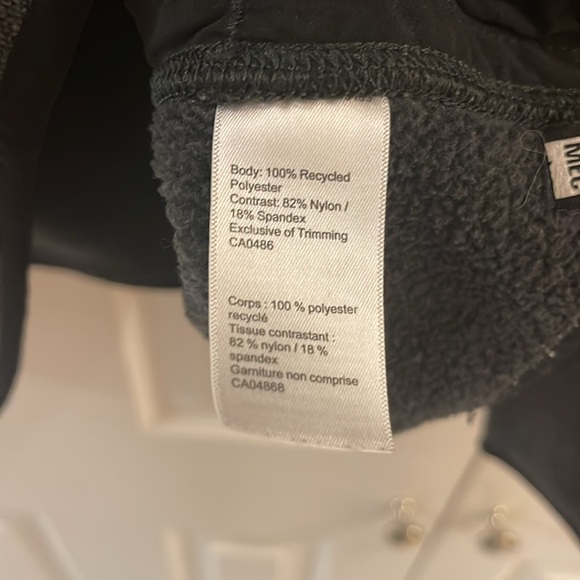 Body: 100% Recycled
Polyester
Contrast: 82% Nylon /
18% Spandex
Exclusive of Trimming
CA0486
Corps : 100 % polyester
recyclé
Tissue contrastant :
82 % nylon / 18 %
spandex
Garniture non comprise
CA04868